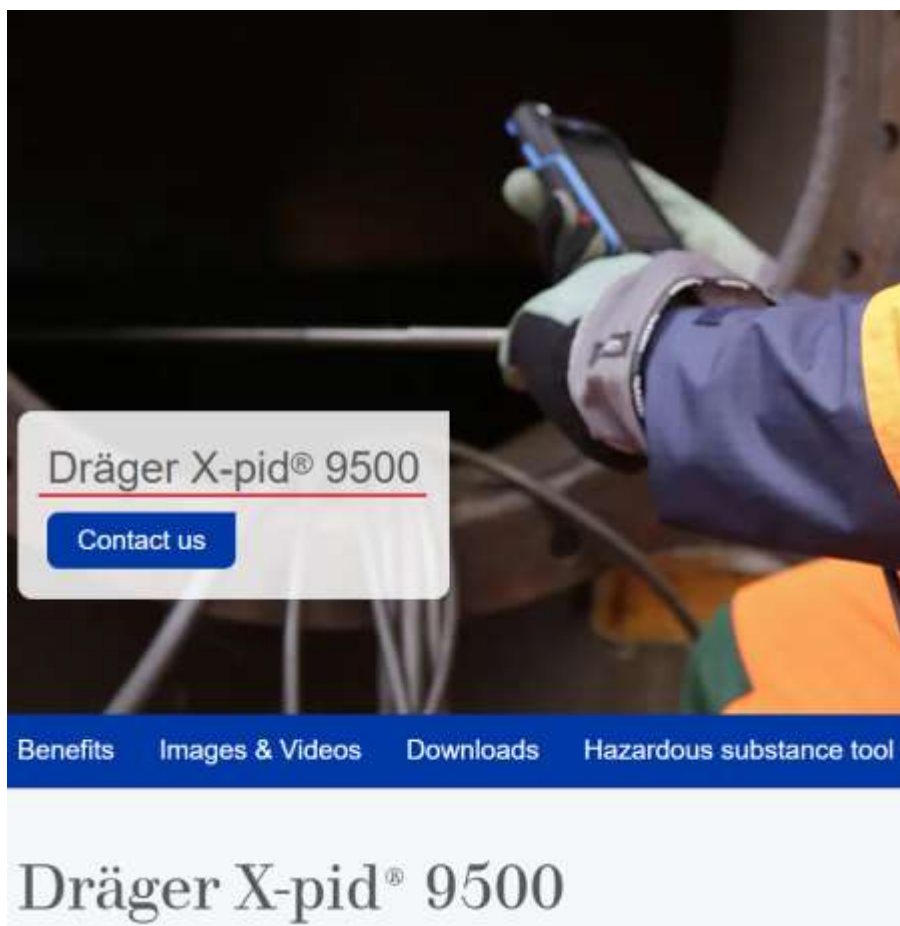 Dräger X-pid® 9500
Contact us
Benefits Images & Videos Downloads Hazardous substance tool
Dräger X-pid® 9500